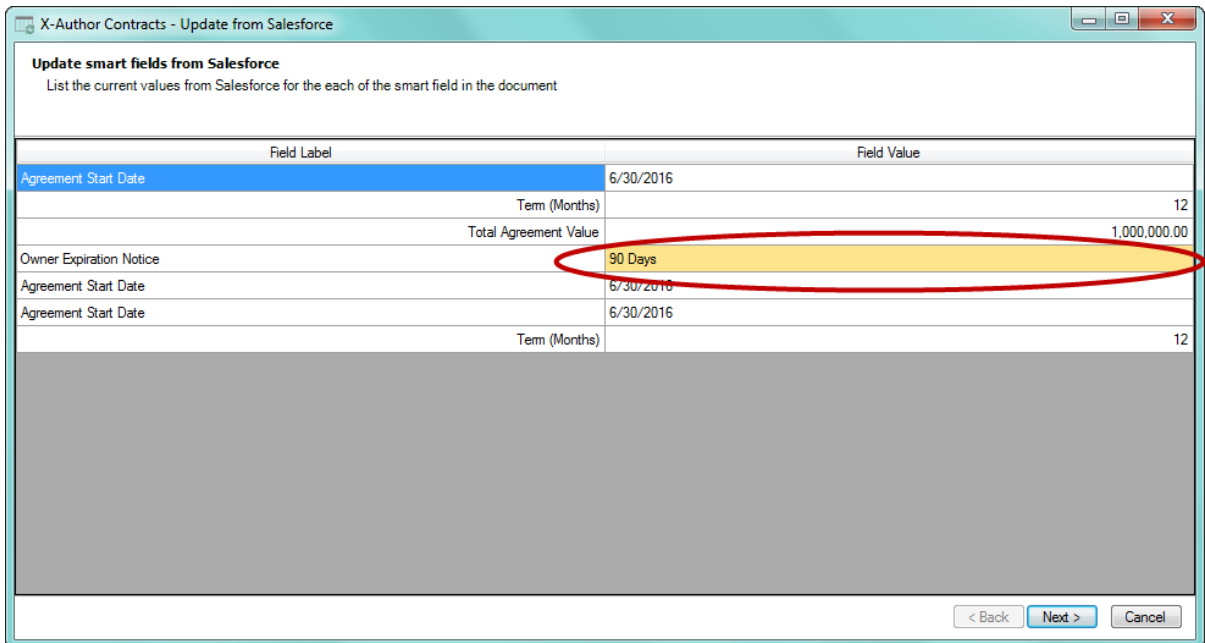 X-Author Contracts - Update from Salesforce
Update smart fields from Salesforce
List the current values from Salesforce for the each of the smart field in the document
Field Label Field Value
Agreement Start Date 6/30/2016
Term (Months) 12
Total Agreement Value 1,000,000.00
Owner Expiration Notice 90 Days
Agreement Start Date 6/30/2016
Agreement Start Date 6/30/2016
Term (Months) 12
< Back Next > Cancel